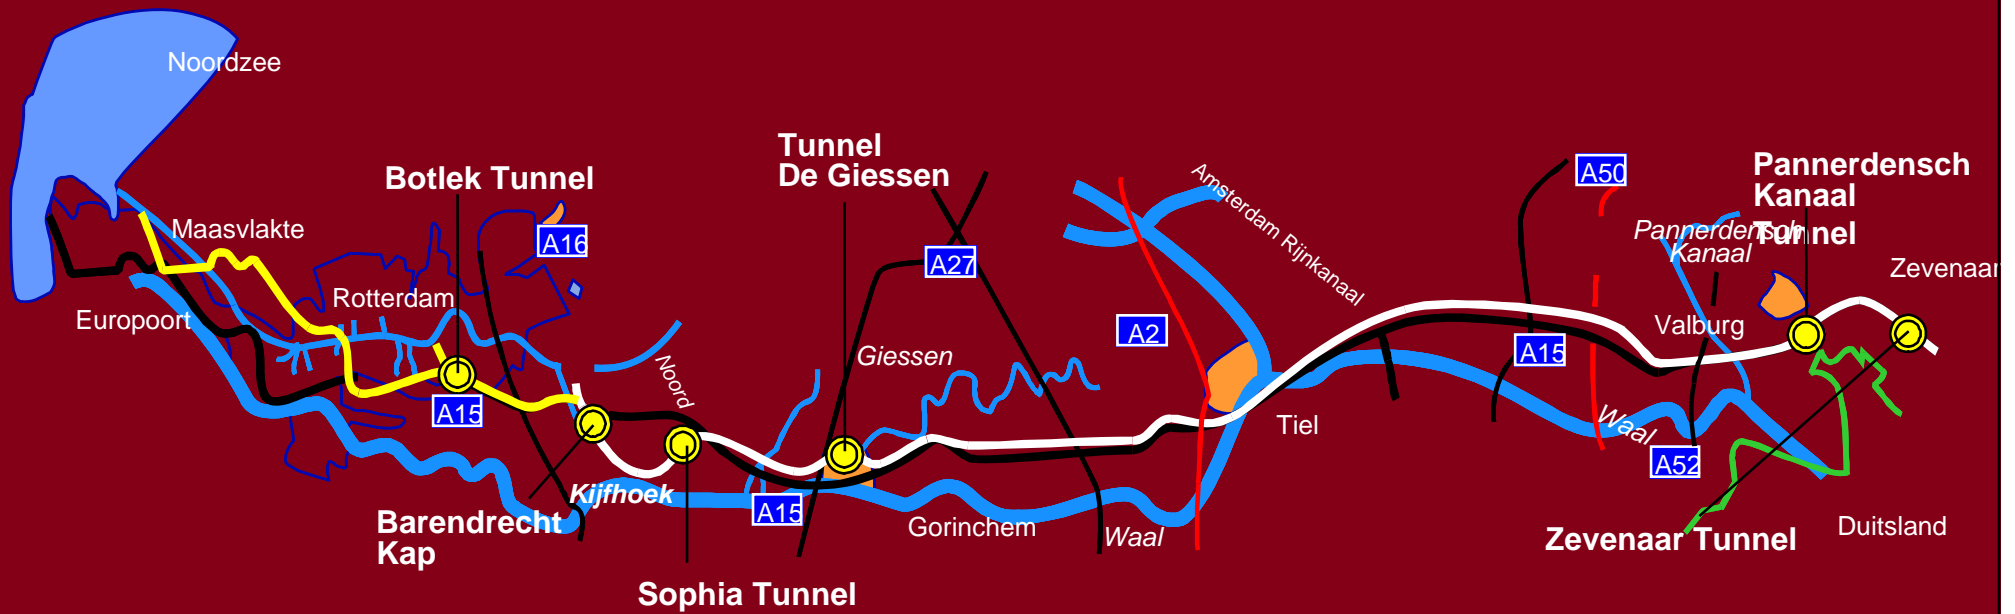 Noordzee
Maasvlakte
Europoort
Rotterdam
Botlek Tunnel
A16
A15
Barendrecht
Kap
Kijfhoek
Noord
Sophia Tunnel
Tunnel
De Giessen
A27
Giessen
A15
Gorinchem
Waal
A2
Amsterdam Rijnkanaal
Tiel
A50
A15
Waal
A52
Pannerdensch
Kanaal
Valburg
Pannerdensch
Kanaal
Tunnel
Zevenaar
Zevenaar Tunnel
Duitsland